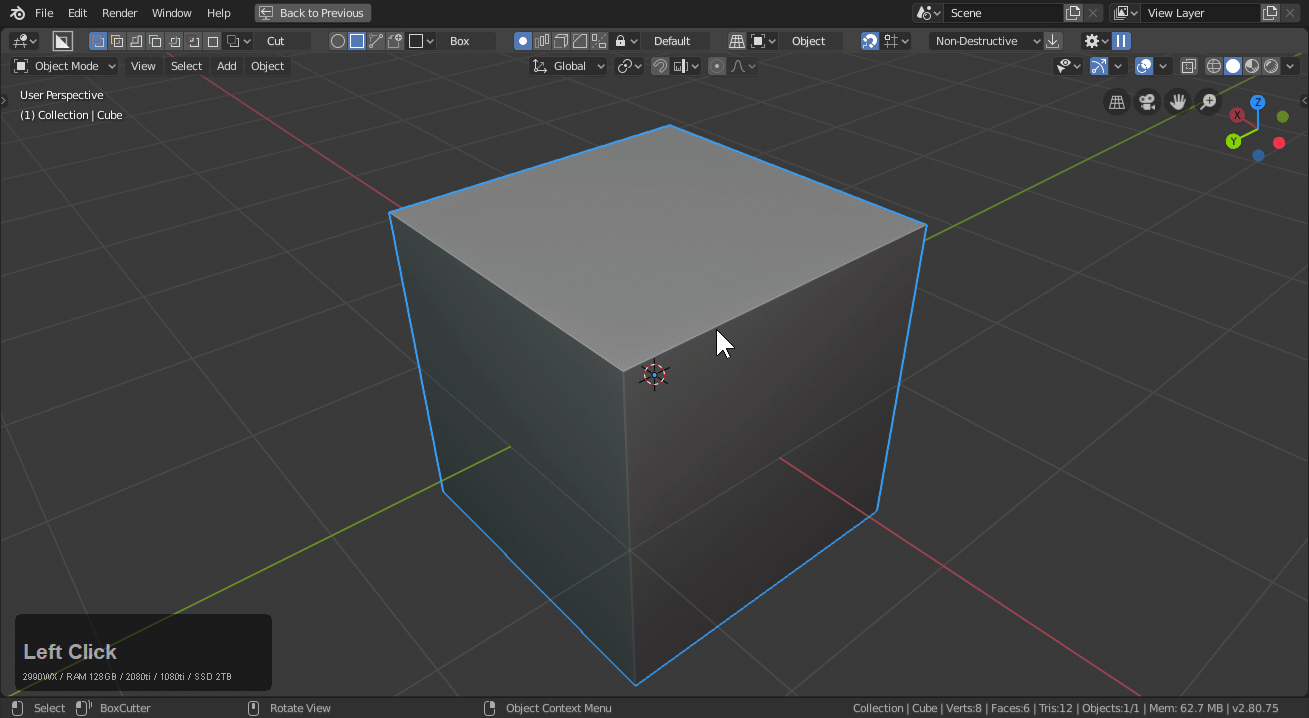 File Edit Render Window Help Back to Previous Scene View Layer
Cut Box Default Object Non-Destructive
Object Mode View Select Add Object Global
User Perspective
(1) Collection | Cube
Z
X
Y
Left Click
2990WX / RAM 128GB / 2080ti / 1080ti / SSD 2TB
Select BoxCutter Rotate View Object Context Menu Collection | Cube | Verts:8 | Faces:6 | Tris:12 | Objects:1/1 | Mem: 62.7 MB | v2.80.75